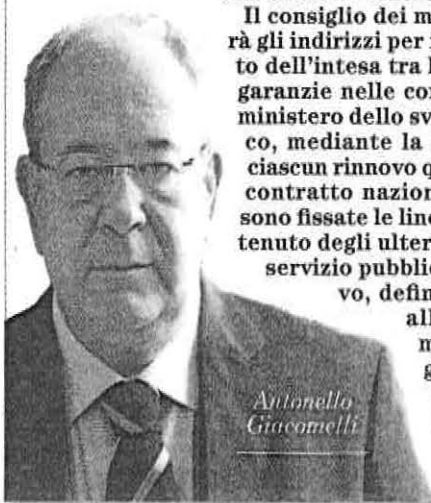 Il consiglio dei m
rà gli indirizzi per
to dell'intesa tra
garanzie nelle con
ministero dello sv
co, mediante la
ciascun rinnovo q
contratto nazion
sono fissate le line
tenuto degli ulter
servizio pubblic
vo, defin
all
m
g
Antonello
Giacomelli